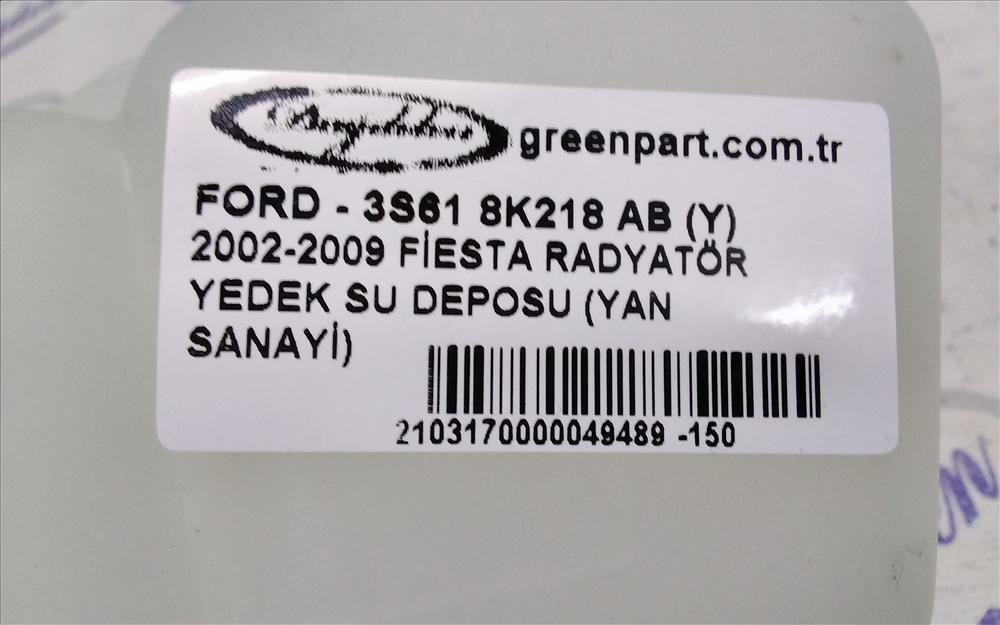 greenpart.com.tr
FORD - 3S61 8K218 AB (Y)
2002-2009 FİESTA RADYATÖR
YEDEK SU DEPOSU (YAN
SANAYİ)
2103170000049489 -150